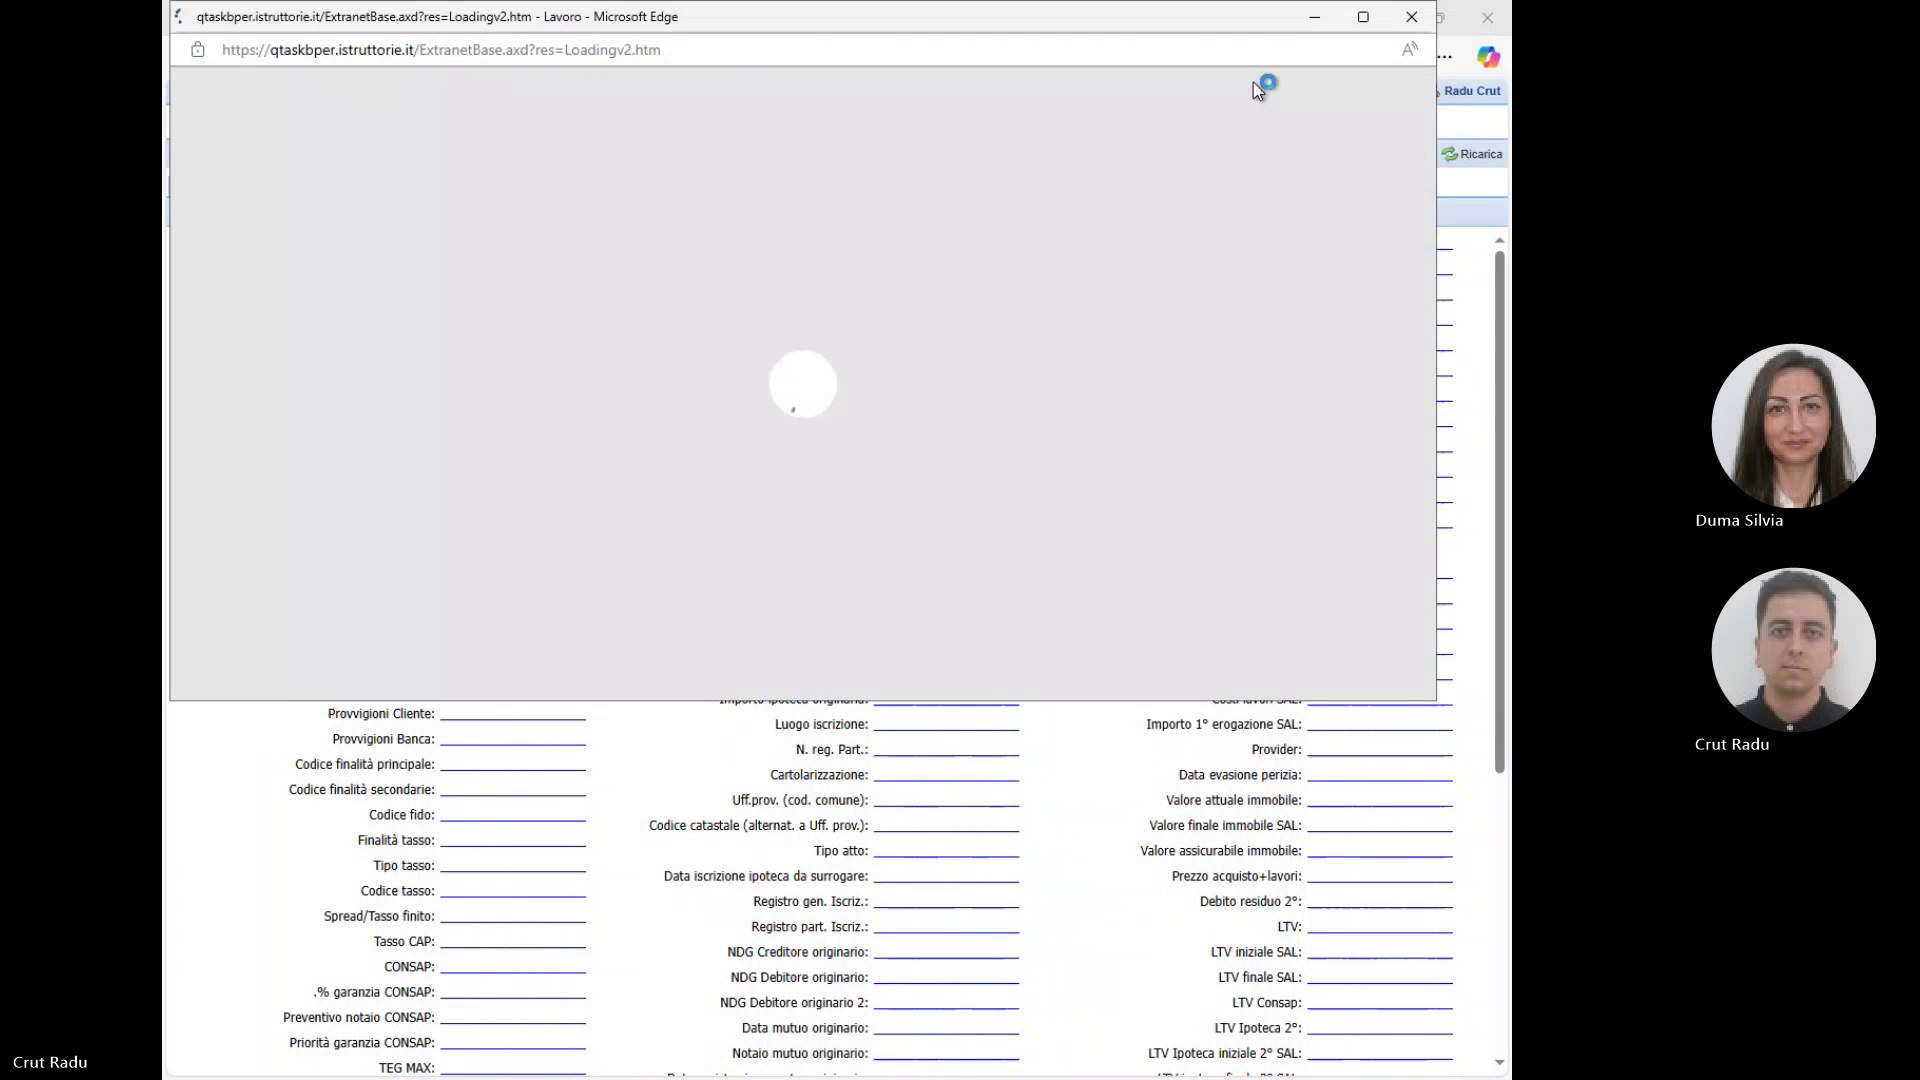 qtaskbper.istruttorie.it/ExtranetBase.axd?res=Loadingv2.htm - Lavoro - Microsoft Edge
https://qtaskbper.istruttorie.it/ExtranetBase.axd?res=Loadingv2.htm
Radu Crut
Ricarica
Importo ipoteca originaria:
Costi lavori SAL:
Provvigioni Cliente:
Luogo iscrizione:
Importo 1° erogazione SAL:
Provvigioni Banca:
N. reg. Part.:
Provider:
Codice finalità principale:
Cartolarizzazione:
Data evasione perizia:
Codice finalità secondarie:
Uff.prov. (cod. comune):
Valore attuale immobile:
Codice fido:
Codice catastale (alternat. a Uff. prov.):
Valore finale immobile SAL:
Finalità tasso:
Tipo atto:
Valore assicurabile immobile:
Tipo tasso:
Data iscrizione ipoteca da surrogare:
Prezzo acquisto+lavori:
Codice tasso:
Registro gen. Iscriz.:
Debito residuo 2°:
Spread/Tasso finito:
Registro part. Iscriz.:
LTV:
Tasso CAP:
NDG Creditore originario:
LTV iniziale SAL:
CONSAP:
NDG Debitore originario:
LTV finale SAL:
.% garanzia CONSAP:
NDG Debitore originario 2:
LTV Consap:
Preventivo notaio CONSAP:
Data mutuo originario:
LTV Ipoteca 2°:
Priorità garanzia CONSAP:
Notaio mutuo originario:
LTV Ipoteca iniziale 2° SAL:
TEG MAX:
Duma Silvia
Crut Radu
Crut Radu